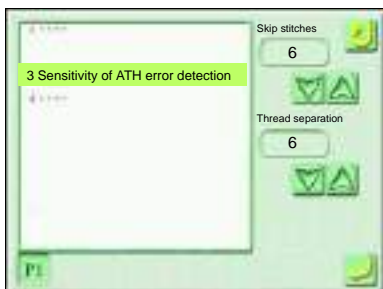 Skip stitches
6
3 Sensitivity of ATH error detection
Thread separation
6
P1